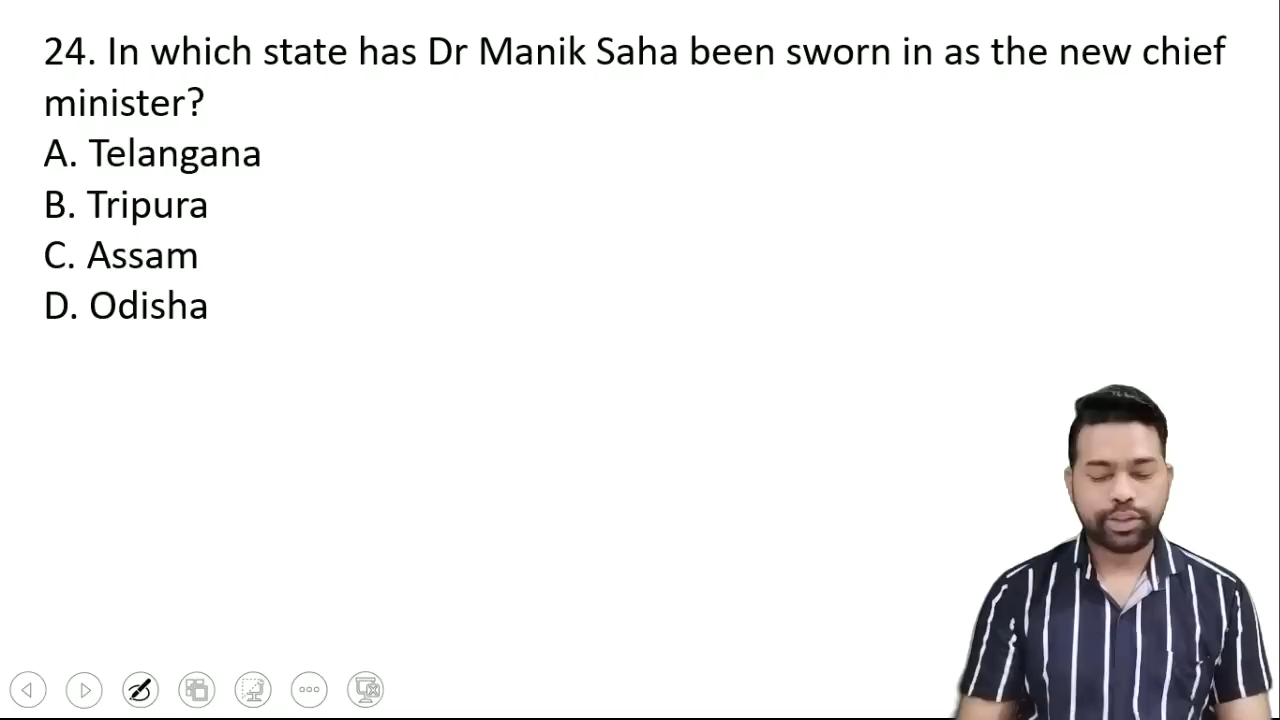 24. In which state has Dr Manik Saha been sworn in as the new chief
minister?
A. Telangana
B. Tripura
C. Assam
D. Odisha